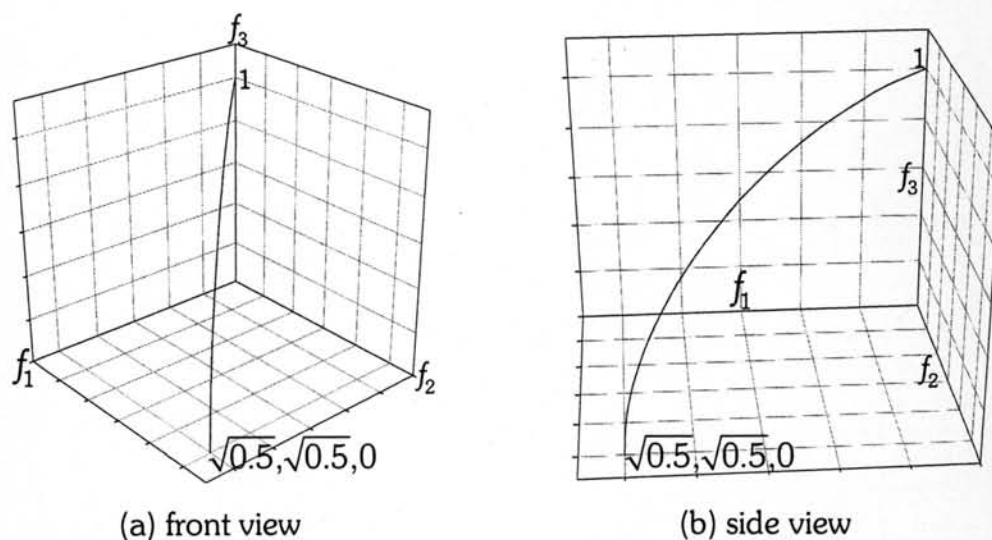 f₃
1
f₁
f₂
√0.5,√0.5,0
(a) front view
1
f₃
f₁
f₂
√0.5,√0.5,0
(b) side view